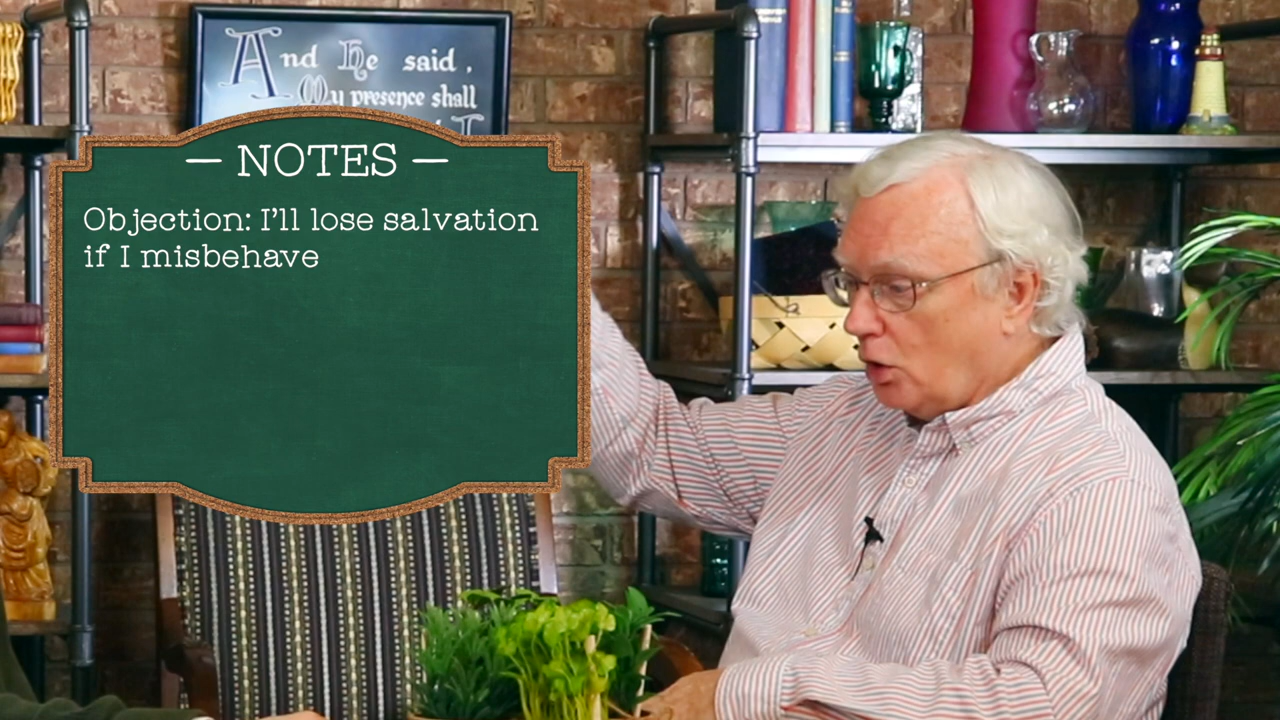 And He said,
My presence shall
— NOTES —
Objection: I'll lose salvation
if I misbehave